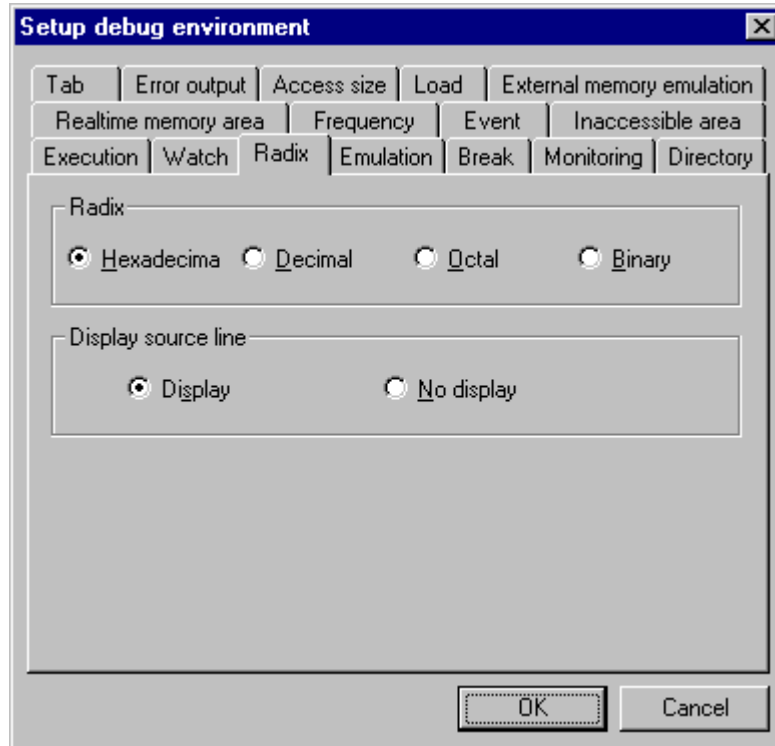 Setup debug environment
Tab Error output Access size Load External memory emulation
Realtime memory area Frequency Event Inaccessible area
Execution Watch Radix Emulation Break Monitoring Directory
Radix
Hexadecima Decimal Octal Binary
Display source line
Display No display
OK Cancel